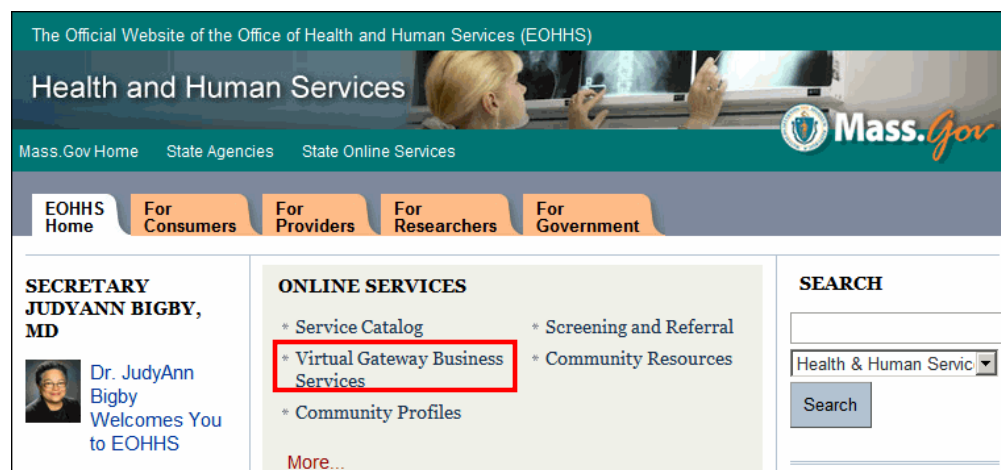 The Official Website of the Office of Health and Human Services (EOHHS)
Health and Human Services
Mass.Gov
Mass.Gov Home State Agencies State Online Services
EOHHS
Home
For
Consumers
For
Providers
For
Researchers
For
Government
SECRETARY
JUDYANN BIGBY,
MD
Dr. JudyAnn
Bigby
Welcomes You
to EOHHS
ONLINE SERVICES
* Service Catalog
* Virtual Gateway Business
Services
* Community Profiles
More...
* Screening and Referral
* Community Resources
SEARCH
Health & Human Servic
Search